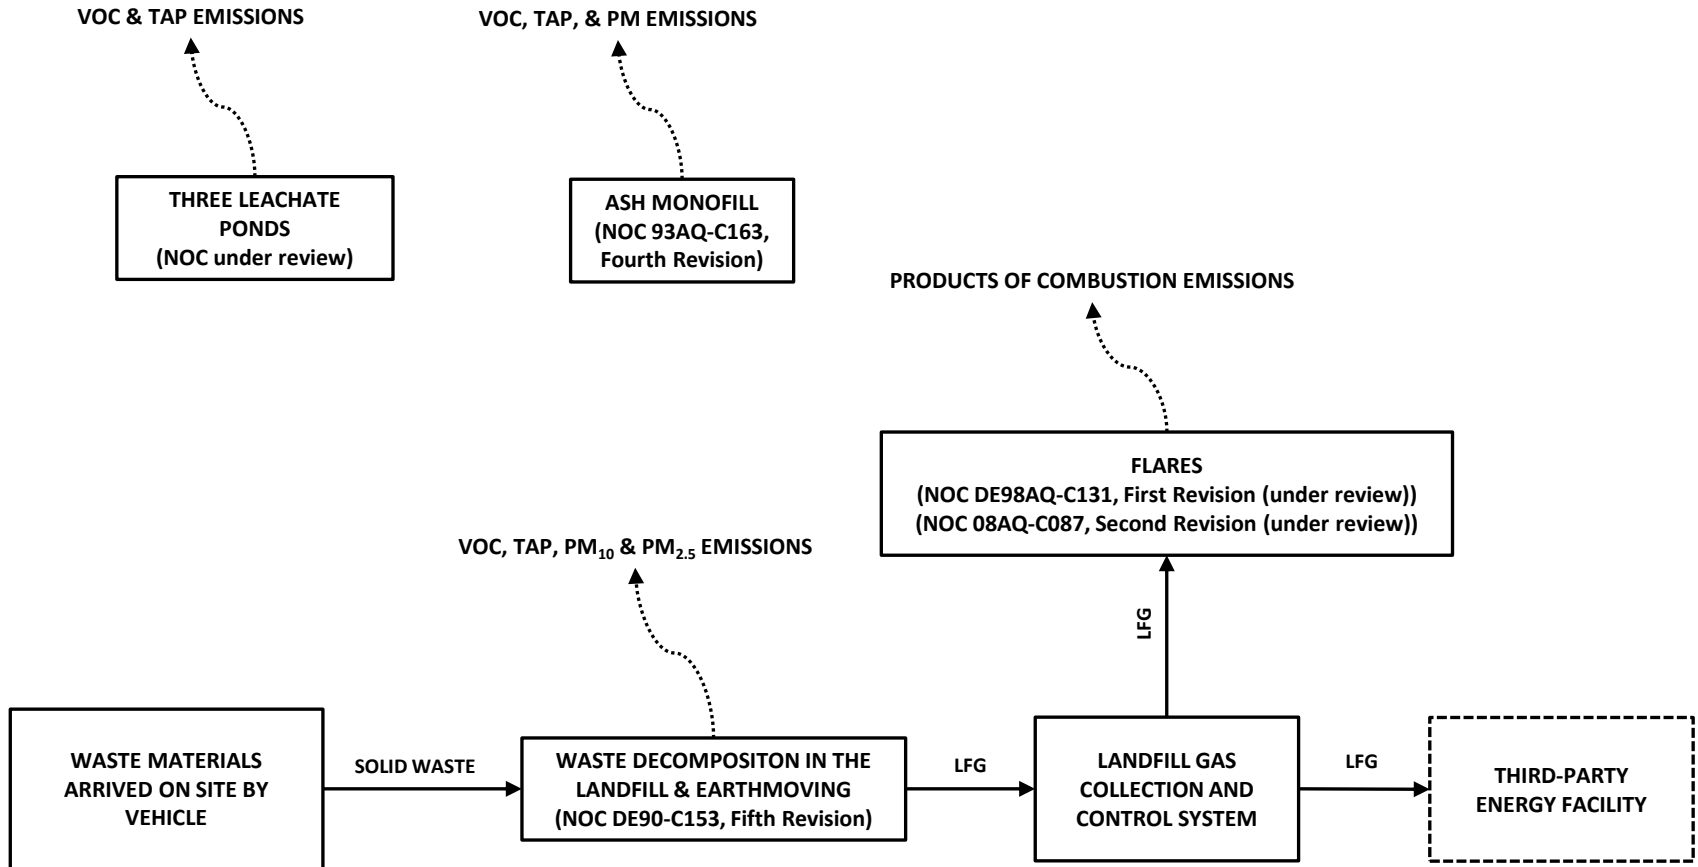 VOC & TAP EMISSIONS
VOC, TAP, & PM EMISSIONS
THREE LEACHATE
PONDS
(NOC under review)
ASH MONOFILL
(NOC 93AQ-C163,
Fourth Revision)
PRODUCTS OF COMBUSTION EMISSIONS
FLARES
(NOC DE98AQ-C131, First Revision (under review))
(NOC 08AQ-C087, Second Revision (under review))
VOC, TAP, PM₁₀ & PM₂.₅ EMISSIONS
LFG
WASTE MATERIALS
ARRIVED ON SITE BY
VEHICLE
SOLID WASTE
WASTE DECOMPOSITON IN THE
LANDFILL & EARTHMOVING
(NOC DE90-C153, Fifth Revision)
LFG
LANDFILL GAS
COLLECTION AND
CONTROL SYSTEM
LFG
THIRD-PARTY
ENERGY FACILITY